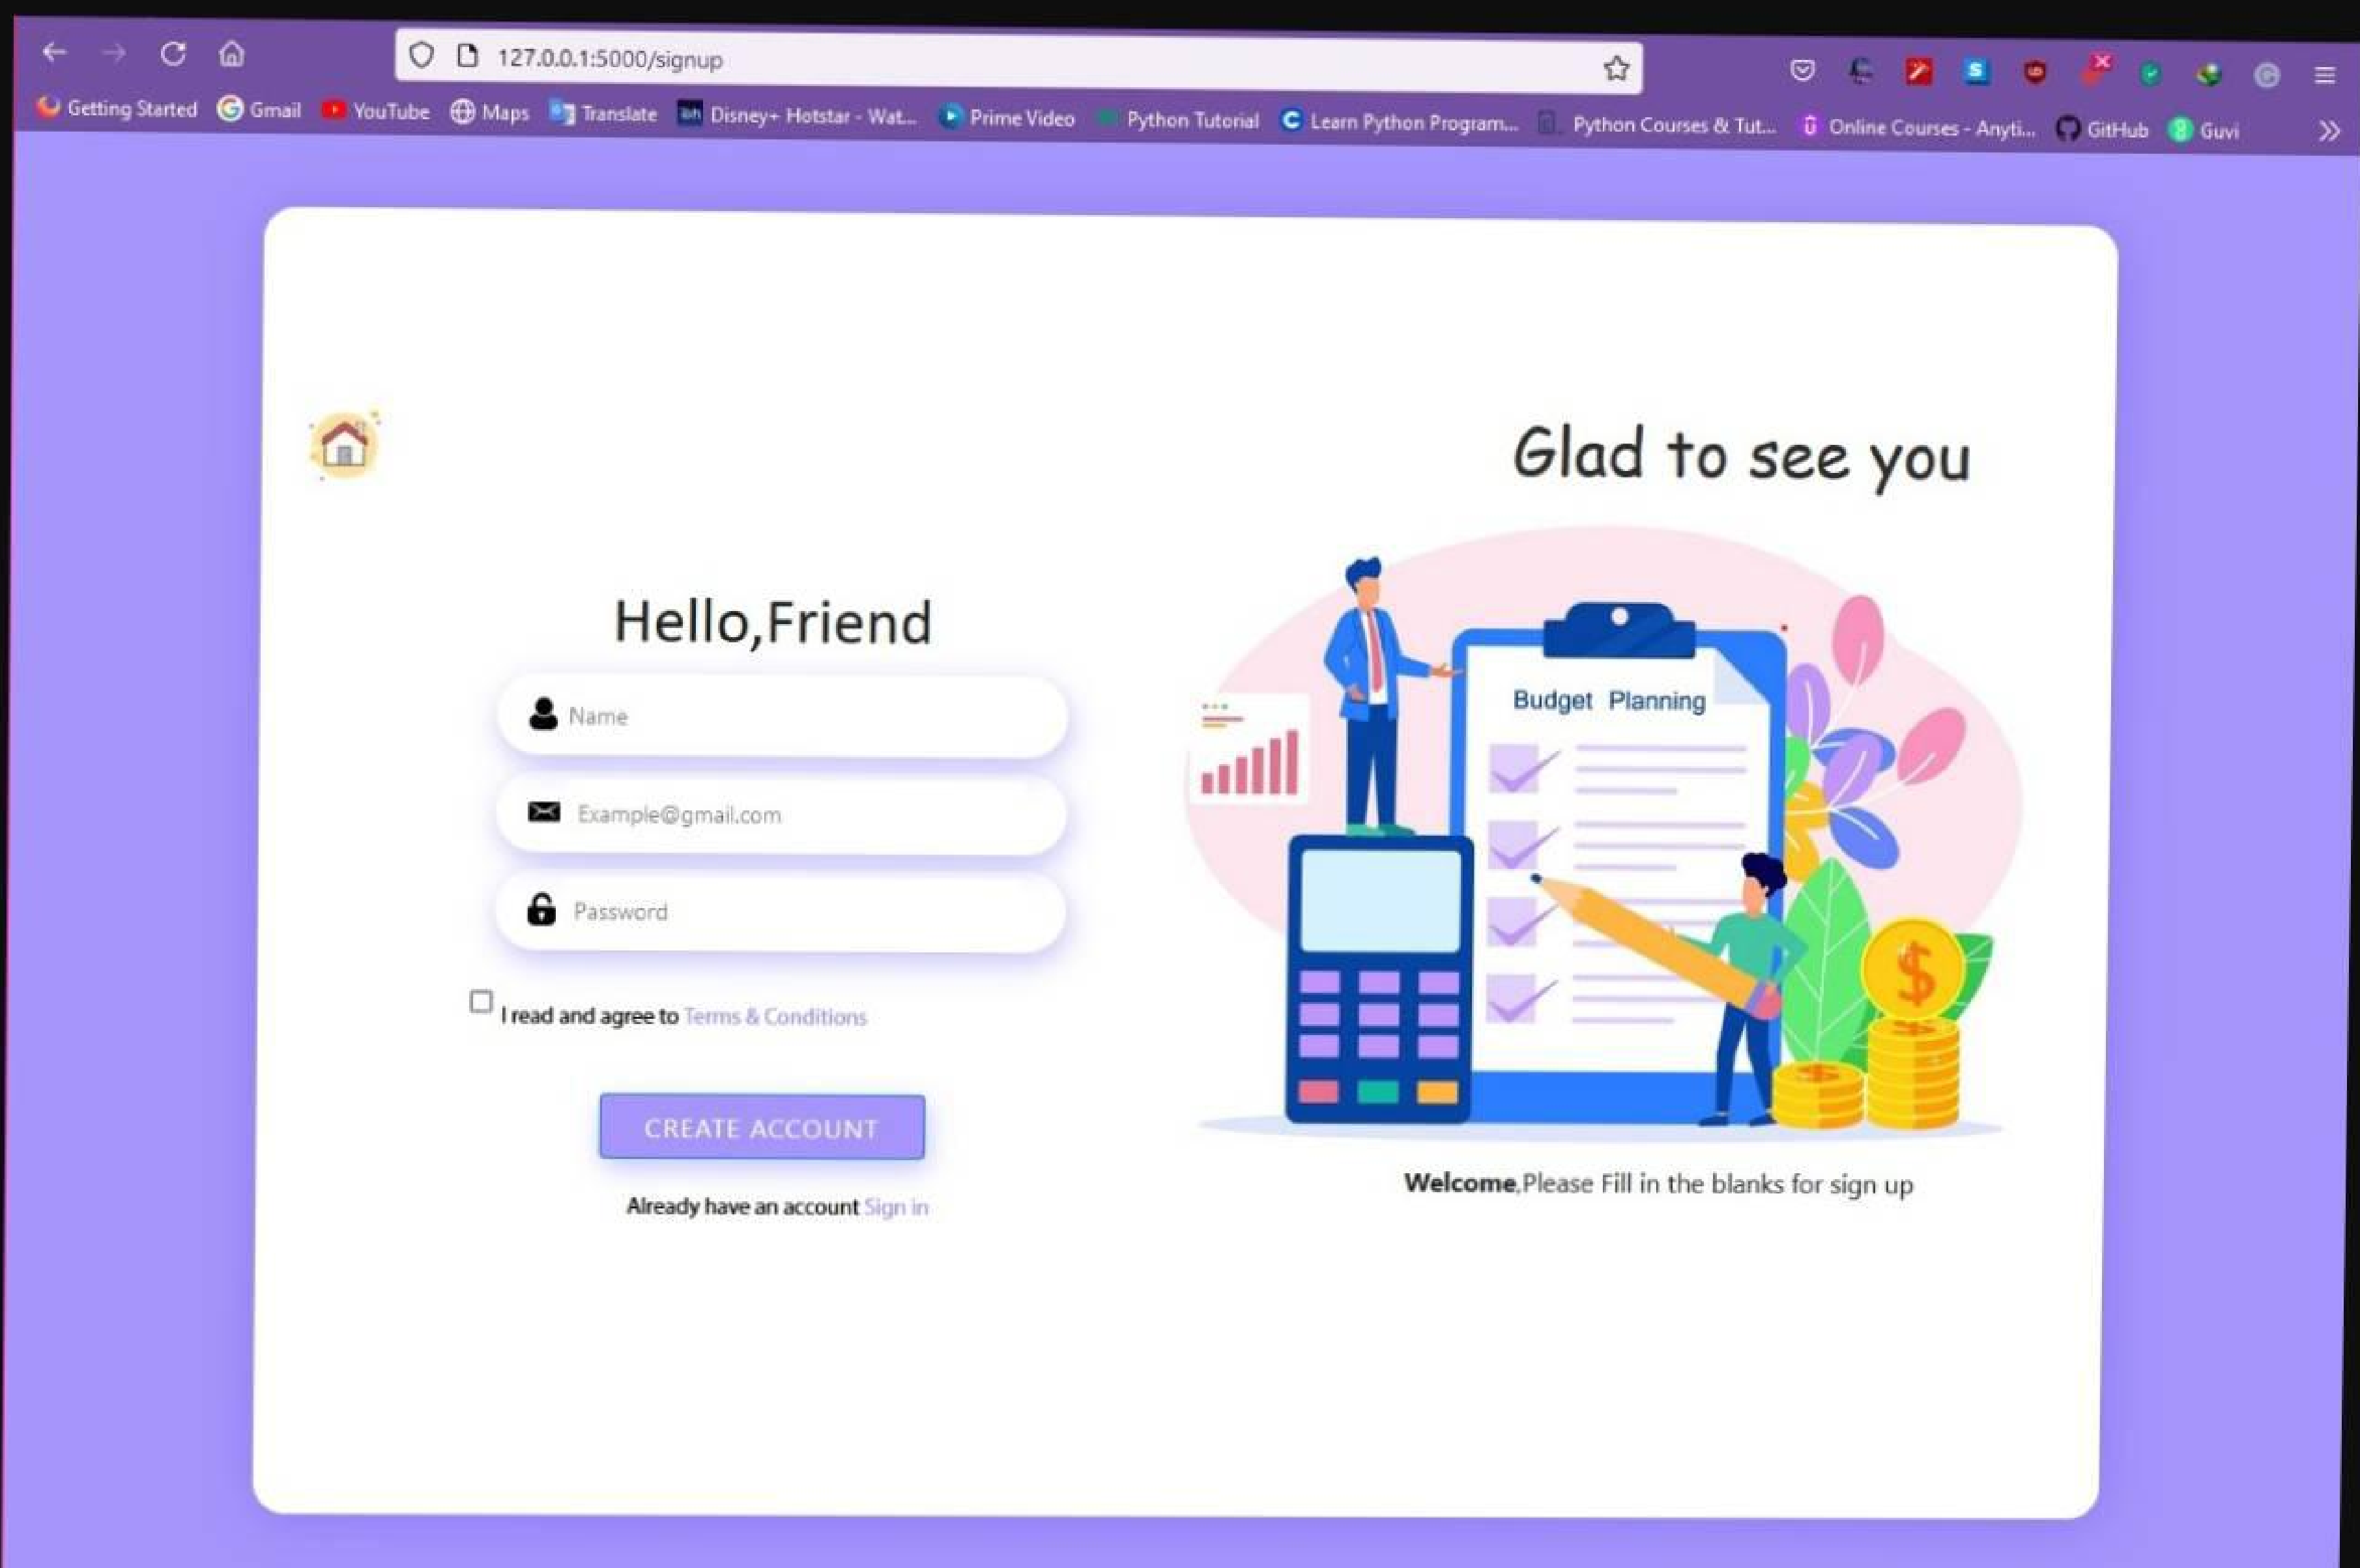 127.0.0.1:5000/signup
Getting Started Gmail YouTube Maps Translate Disney+ Hotstar - Wat... Prime Video Python Tutorial Learn Python Program... Python Courses & Tut... Online Courses - Anyti... GitHub Guvi
Glad to see you
Hello,Friend
Name
Example@gmail.com
Password
I read and agree to Terms & Conditions
CREATE ACCOUNT
Already have an account Sign in
Budget Planning
Welcome,Please Fill in the blanks for sign up